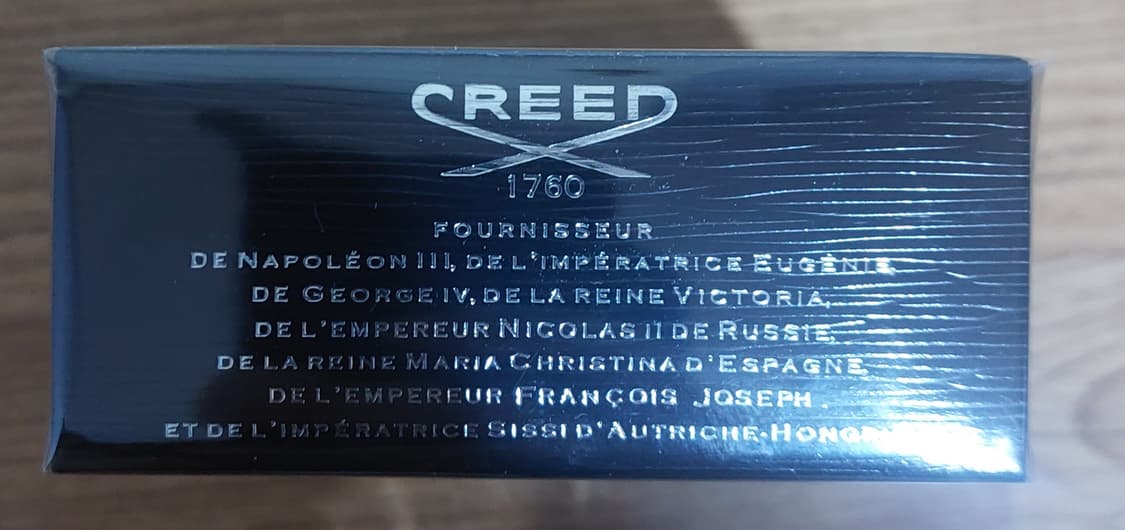 CREED
1760
FOURNISSEUR
DE NAPOLÉON III, DE L'IMPÉRATRICE EUGÉNIE,
DE GEORGE IV, DE LA REINE VICTORIA,
DE L'EMPEREUR NICOLAS II DE RUSSIE,
DE LA REINE MARIA CHRISTINA D'ESPAGNE,
DE L'EMPEREUR FRANÇOIS JOSEPH
ET DE L'IMPÉRATRICE SISSI D'AUTRICHE-